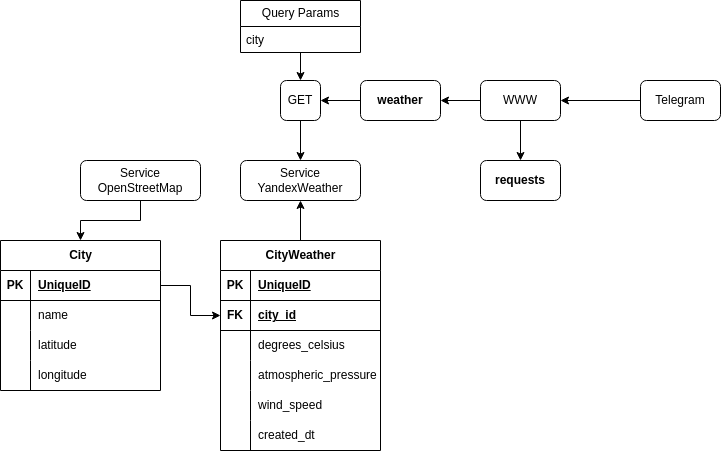 Query Params
city
GET
weather
WWW
Telegram
Service
OpenStreetMap
Service
YandexWeather
requests
City
PK UniqueID
name
latitude
longitude
CityWeather
PK UniqueID
FK city_id
degrees_celsius
atmospheric_pressure
wind_speed
created_dt